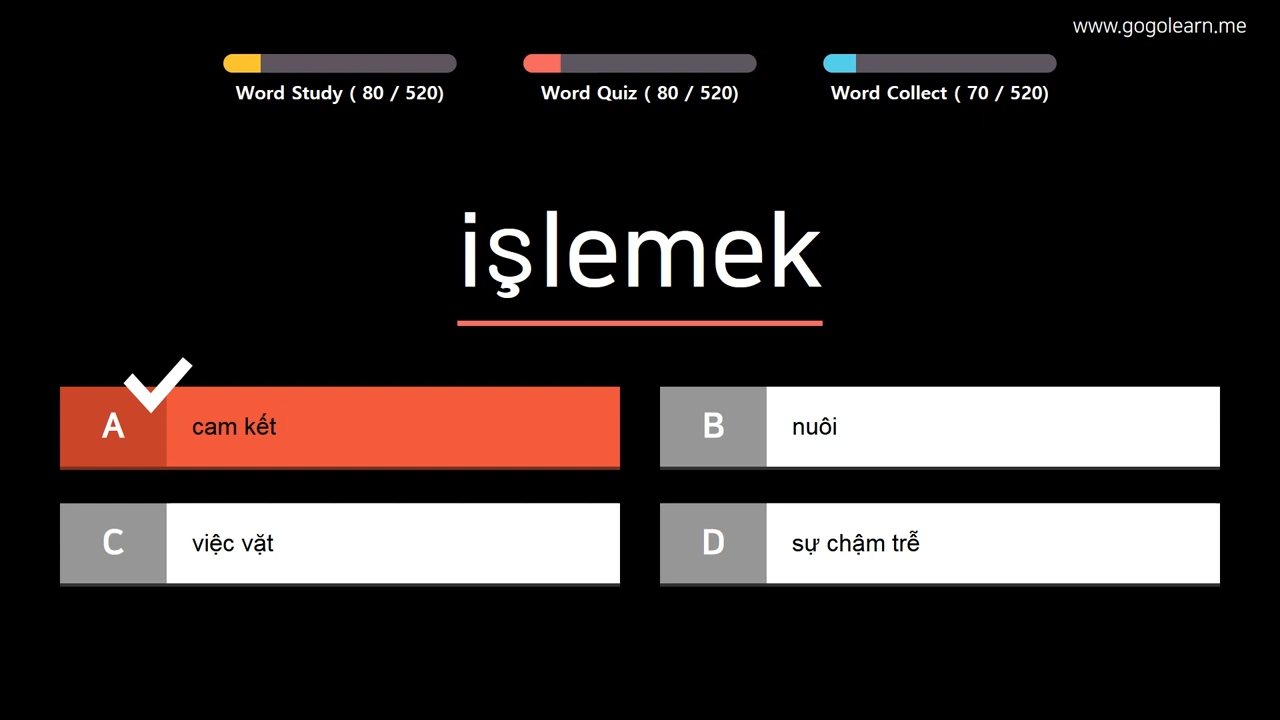 www.gogolearn.me
Word Study ( 80 / 520)
Word Quiz ( 80 / 520)
Word Collect ( 70 / 520)
işlemek
A cam kết
B nuôi
C việc vặt
D sự chậm trễ